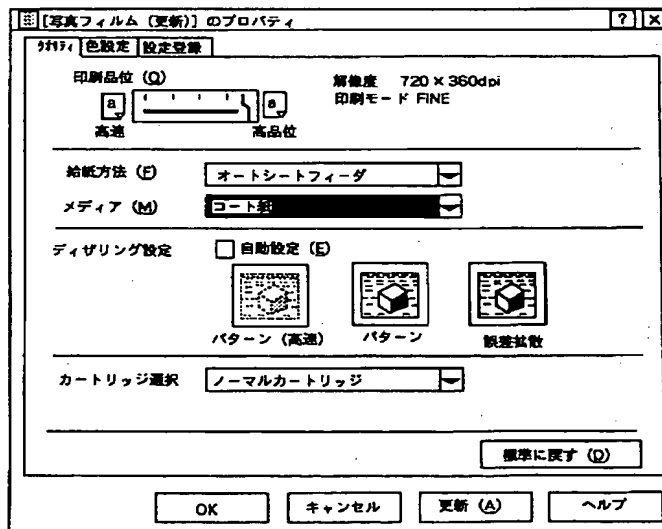 [写真フィルム (更新)] のプロパティ ? ×
クオリティ 色設定 設定登録
印刷品位 (Q)
解像度 720 × 360dpi
印刷モード FINE
a a
高速 高品位
給紙方法 (F) オートシートフィーダ
メディア (M) コート紙
ディザリング設定 自動設定 (E)
パターン (高速) パターン 誤差拡散
カートリッジ選択 ノーマルカートリッジ
標準に戻す (D)
OK キャンセル 更新 (A) ヘルプ